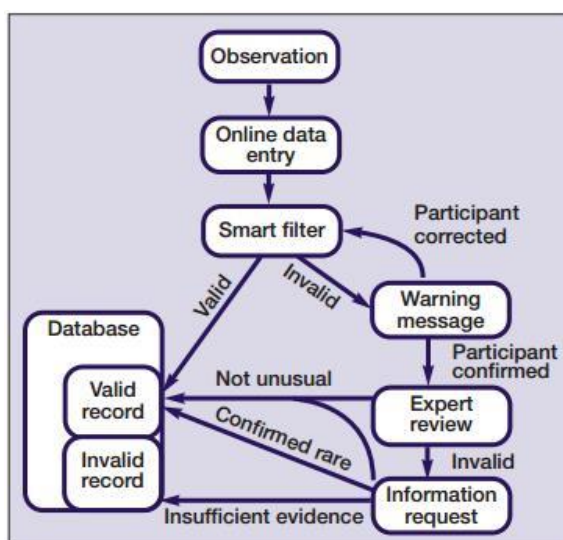 Observation
Online data
entry
Smart filter
Participant
corrected
Valid
Invalid
Warning
message
Database
Participant
confirmed
Valid
record
Not unusual
Expert
review
Confirmed rare
Invalid
Invalid
record
Information
request
Insufficient evidence